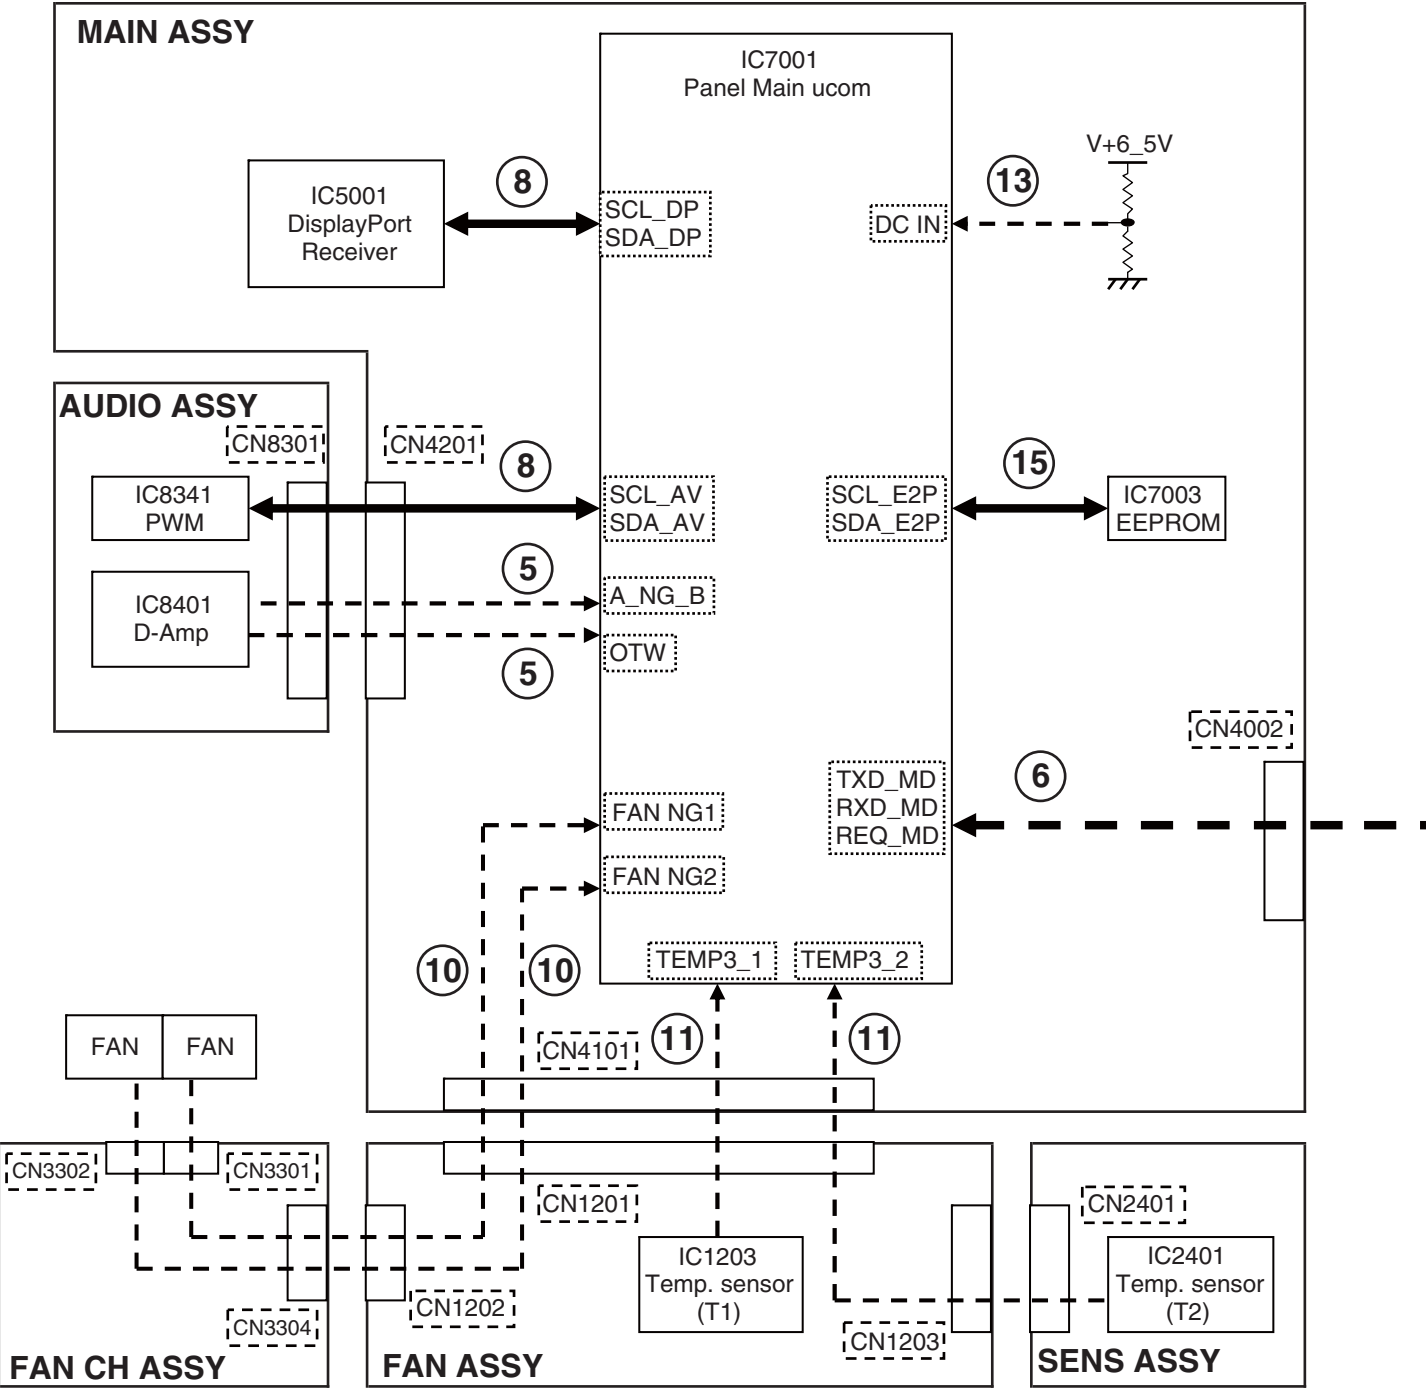 MAIN ASSY
IC7001
Panel Main ucom
V+6_5V
8
13
IC5001
DisplayPort
Receiver
SCL_DP
SDA_DP
DC IN
AUDIO ASSY
CN8301
CN4201
8
15
IC8341
PWM
SCL_AV
SDA_AV
SCL_E2P
SDA_E2P
IC7003
EEPROM
5
IC8401
D-Amp
A_NG_B
OTW
5
CN4002
6
TXD_MD
RXD_MD
REQ_MD
FAN NG1
FAN NG2
10
10
TEMP3_1
TEMP3_2
11
11
FAN
FAN
CN4101
CN3302
CN3301
CN1201
CN2401
IC1203
Temp. sensor
(T1)
IC2401
Temp. sensor
(T2)
CN3304
CN1202
CN1203
FAN CH ASSY
FAN ASSY
SENS ASSY